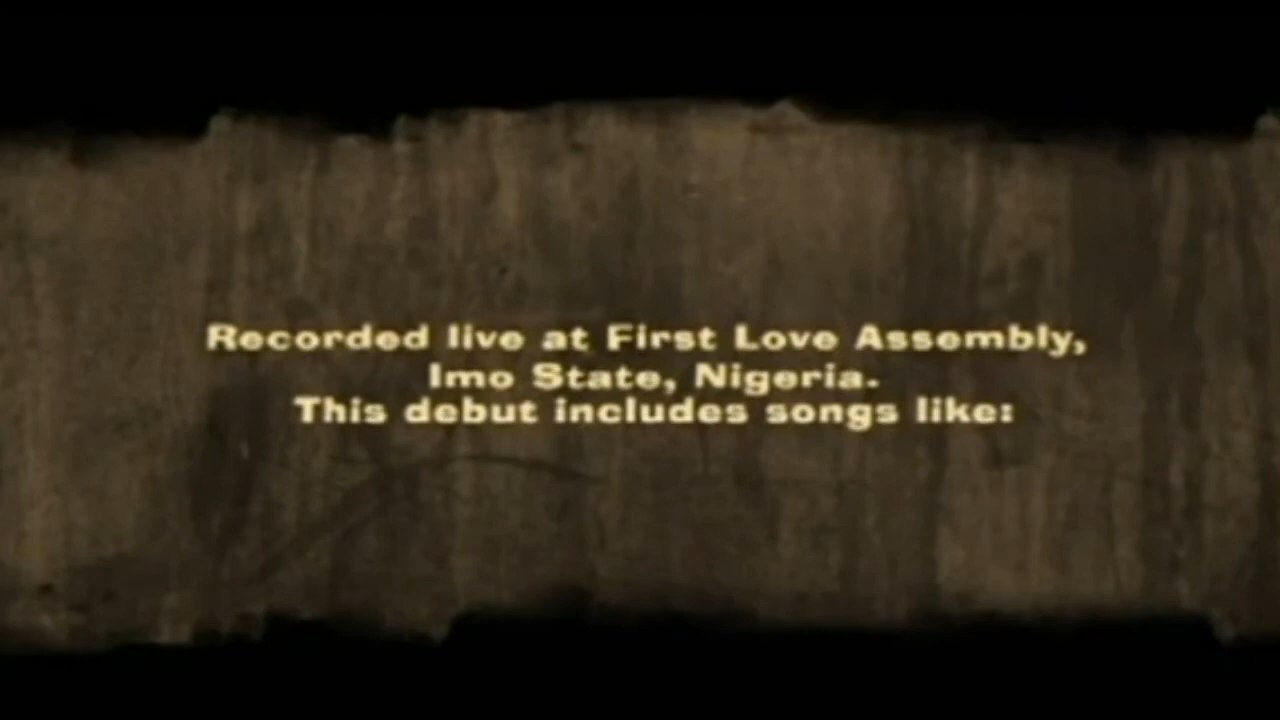 Recorded live at First Love Assembly,
Imo State, Nigeria.
This debut includes songs like: